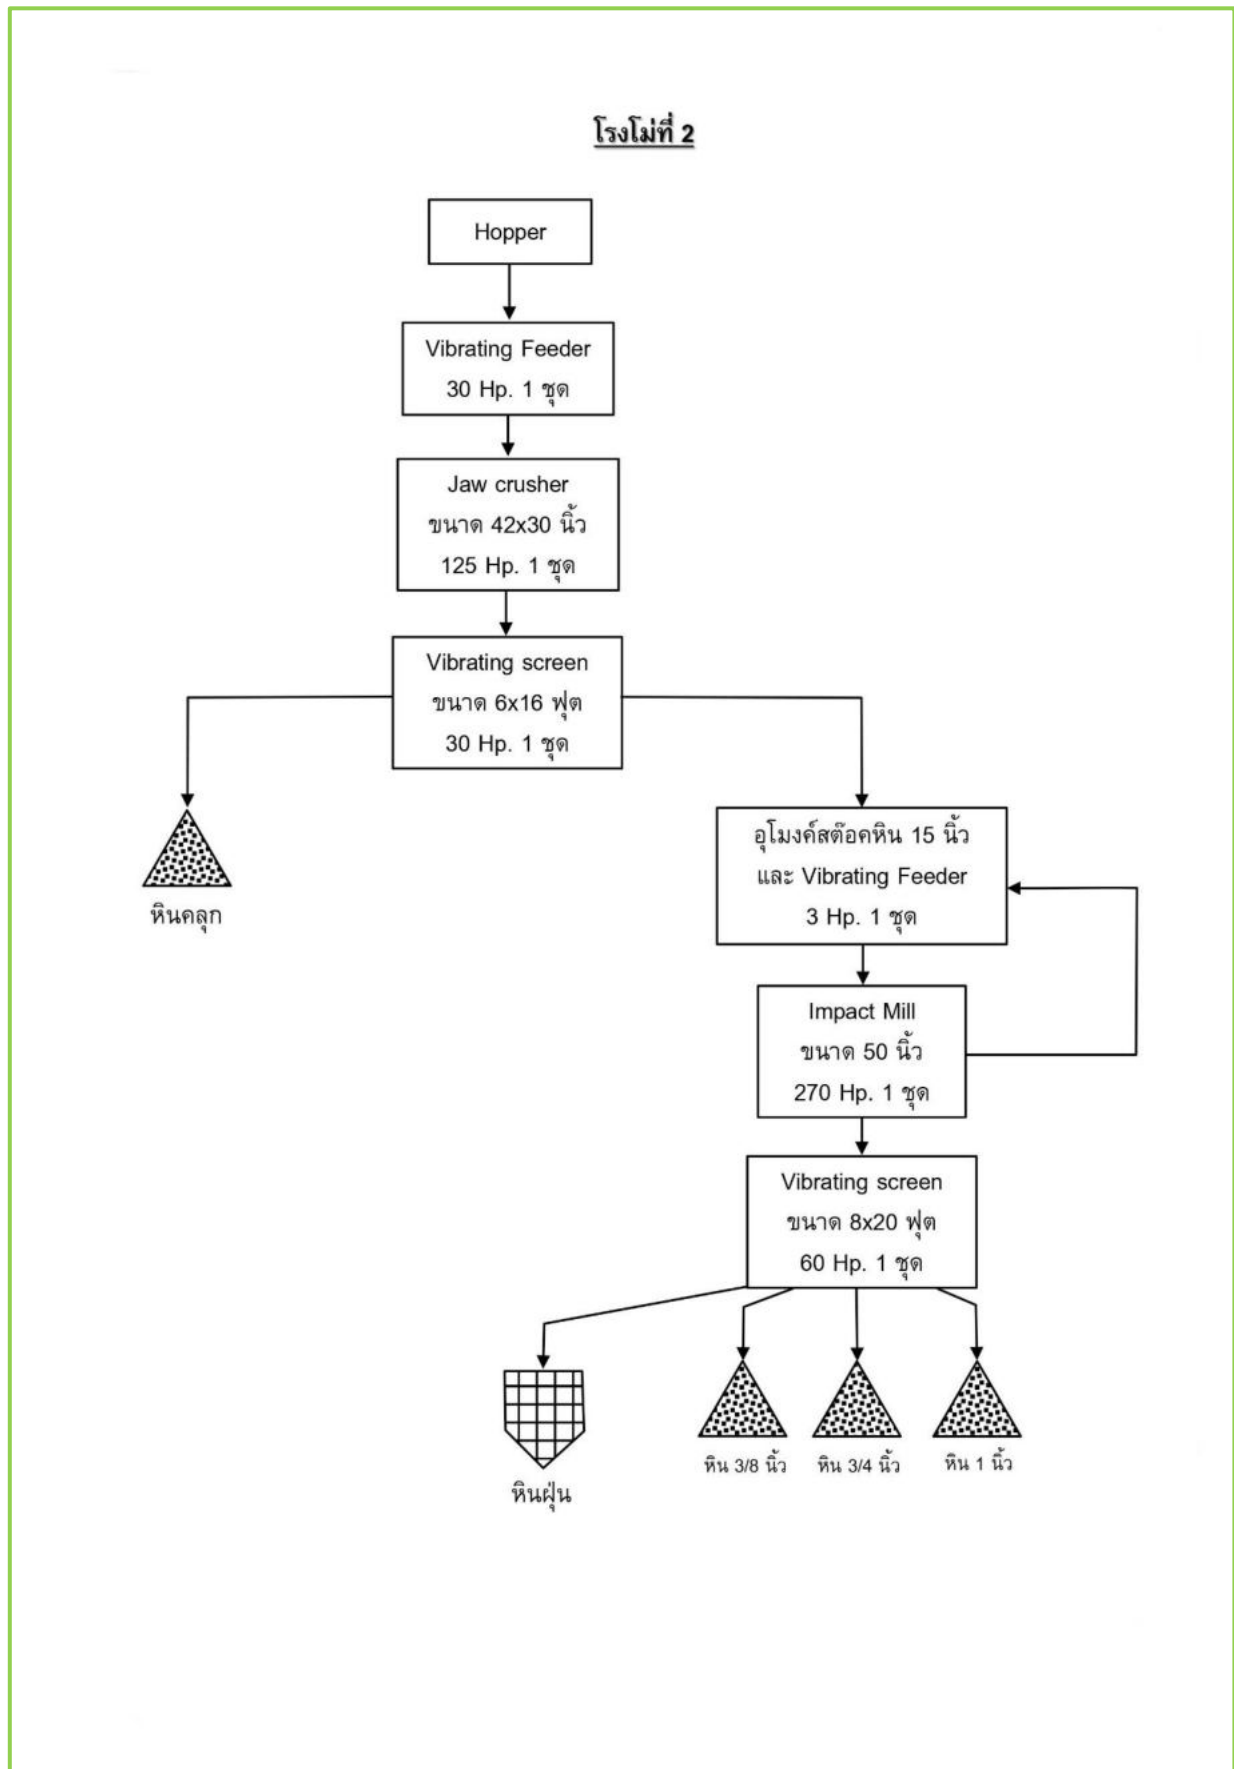 โรงโม่ที่ 2
Hopper
Vibrating Feeder
30 Hp. 1 ชุด
Jaw crusher
ขนาด 42x30 นิ้ว
125 Hp. 1 ชุด
Vibrating screen
ขนาด 6x16 ฟุต
30 Hp. 1 ชุด
หินคลุก
อุโมงค์สต๊อคหิน 15 นิ้ว
และ Vibrating Feeder
3 Hp. 1 ชุด
Impact Mill
ขนาด 50 นิ้ว
270 Hp. 1 ชุด
Vibrating screen
ขนาด 8x20 ฟุต
60 Hp. 1 ชุด
หินฝุ่น
หิน 3/8 นิ้ว
หิน 3/4 นิ้ว
หิน 1 นิ้ว